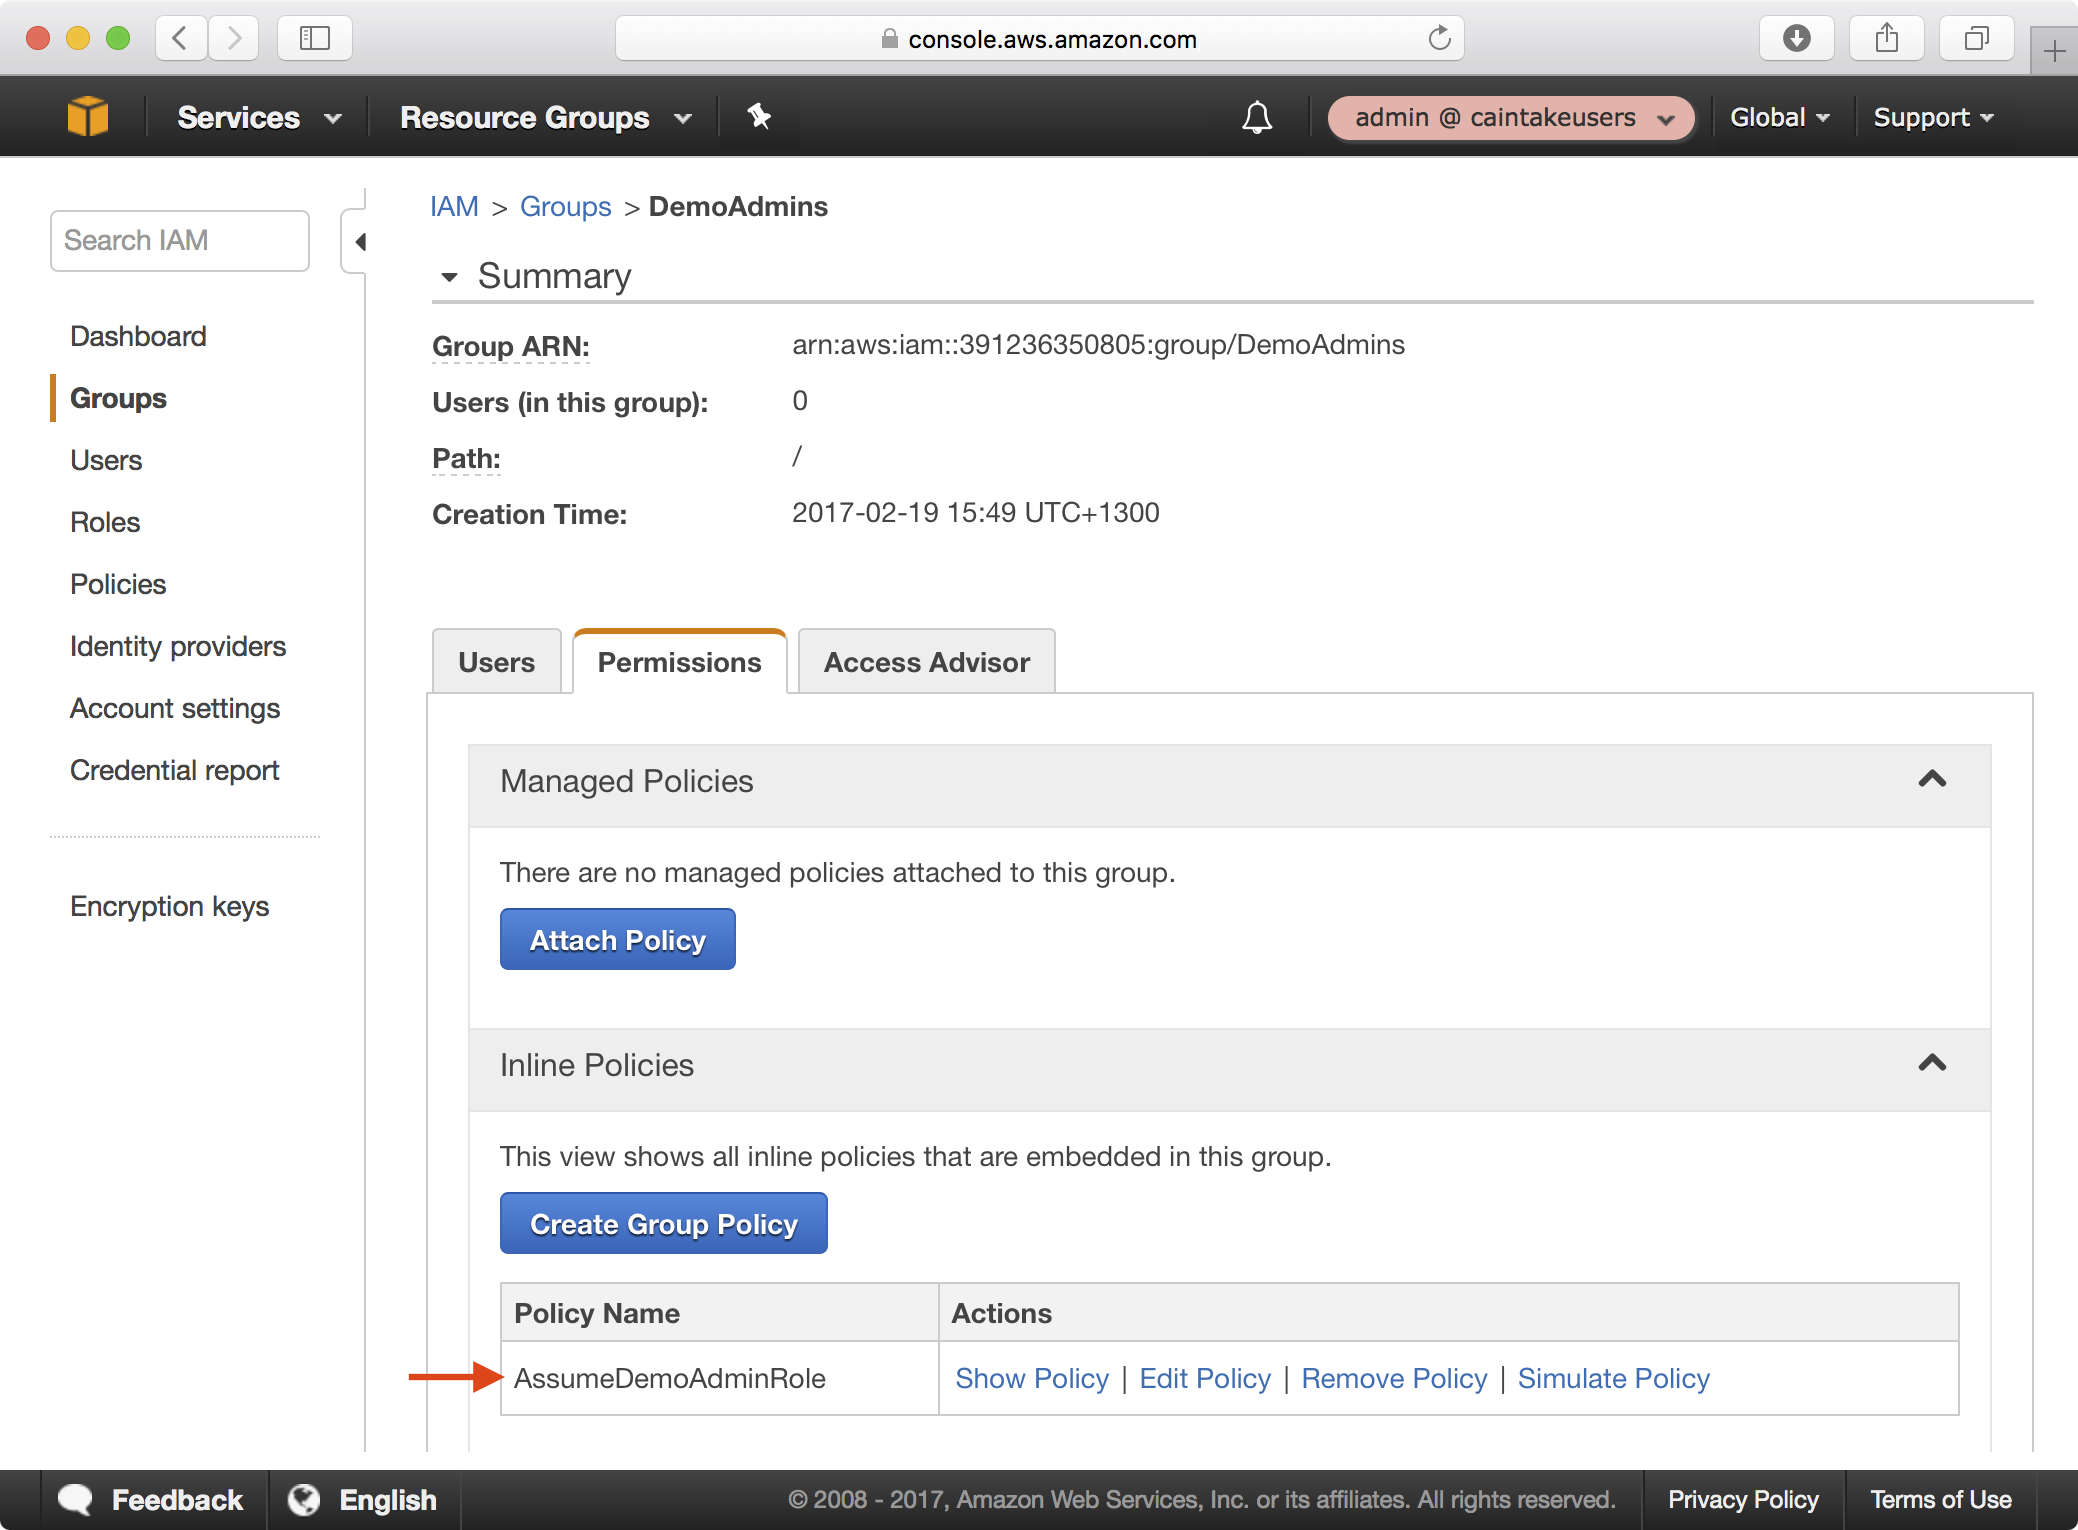 console.aws.amazon.com
Services
Resource Groups
admin @ caintakeusers
Global
Support
Search IAM
Dashboard
Groups
Users
Roles
Policies
Identity providers
Account settings
Credential report
Encryption keys
IAM > Groups > DemoAdmins
Summary
Group ARN: arn:aws:iam::391236350805:group/DemoAdmins
Users (in this group): 0
Path: /
Creation Time: 2017-02-19 15:49 UTC+1300
Users
Permissions
Access Advisor
Managed Policies
There are no managed policies attached to this group.
Attach Policy
Inline Policies
This view shows all inline policies that are embedded in this group.
Create Group Policy
Policy Name Actions
AssumeDemoAdminRole Show Policy | Edit Policy | Remove Policy | Simulate Policy
Feedback
English
© 2008 - 2017, Amazon Web Services, Inc. or its affiliates. All rights reserved.
Privacy Policy
Terms of Use